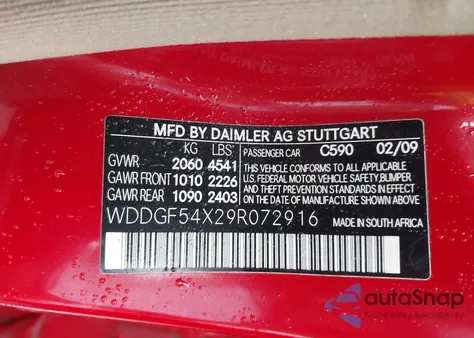 MFD BY DAIMLER AG STUTTGART
KG LBS PASSENGER CAR C590 02/09
GVWR 2060 4541 THIS VEHICLE CONFORMS TO ALL APPLICABLE
GAWR FRONT 1010 2226 U.S. FEDERAL MOTOR VEHICLE SAFETY,BUMPER
GAWR REAR 1090 2403 AND THEFT PREVENTION STANDARDS IN EFFECT
ON THE DATE OF MANUFACTURE SHOWN ABOVE.
WDDGF54X29R072916 MADE IN SOUTH AFRICA
autoSnap